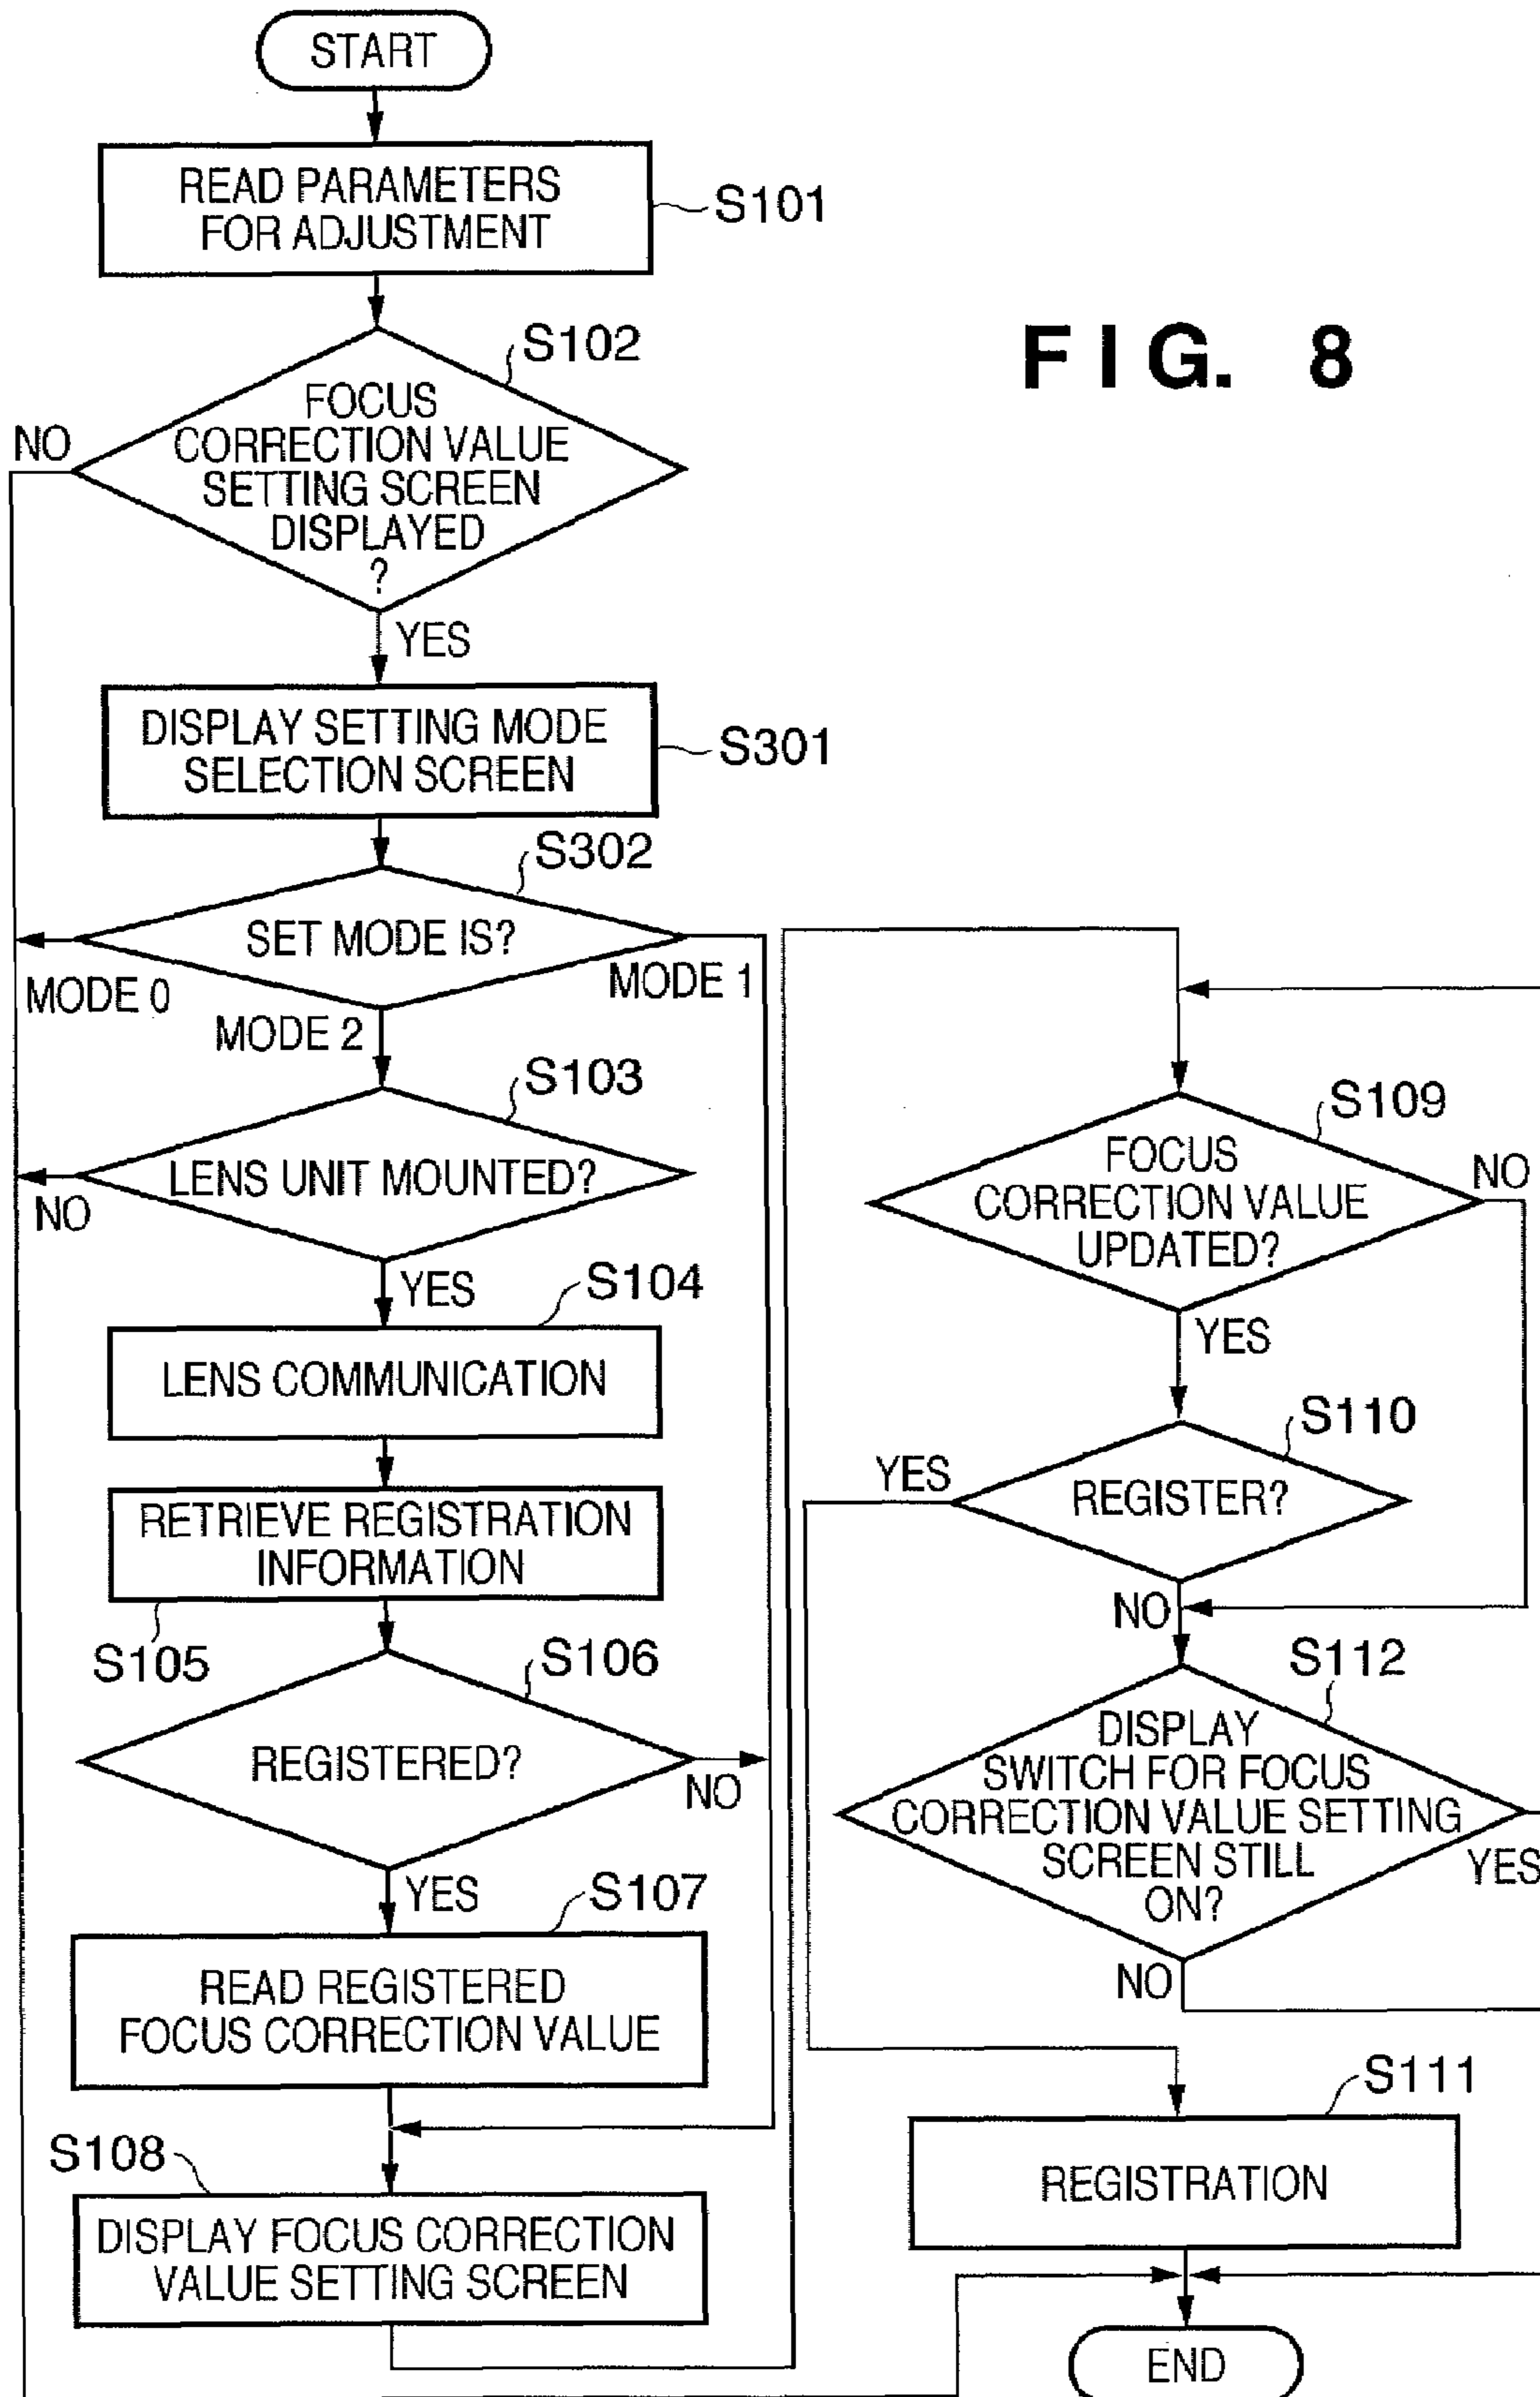 START
READ PARAMETERS
FOR ADJUSTMENT
S101
FIG. 8
S102
FOCUS
CORRECTION VALUE
SETTING SCREEN
DISPLAYED
?
NO
YES
DISPLAY SETTING MODE
SELECTION SCREEN
S301
S302
SET MODE IS?
MODE 0
MODE 1
MODE 2
S103
LENS UNIT MOUNTED?
NO
YES
S104
LENS COMMUNICATION
RETRIEVE REGISTRATION
INFORMATION
S105
S106
REGISTERED?
NO
YES
S107
READ REGISTERED
FOCUS CORRECTION VALUE
S108
DISPLAY FOCUS CORRECTION
VALUE SETTING SCREEN
S109
FOCUS
CORRECTION VALUE
UPDATED?
NO
YES
S110
YES
REGISTER?
NO
S112
DISPLAY
SWITCH FOR FOCUS
CORRECTION VALUE SETTING
SCREEN STILL
ON?
YES
NO
S111
REGISTRATION
END